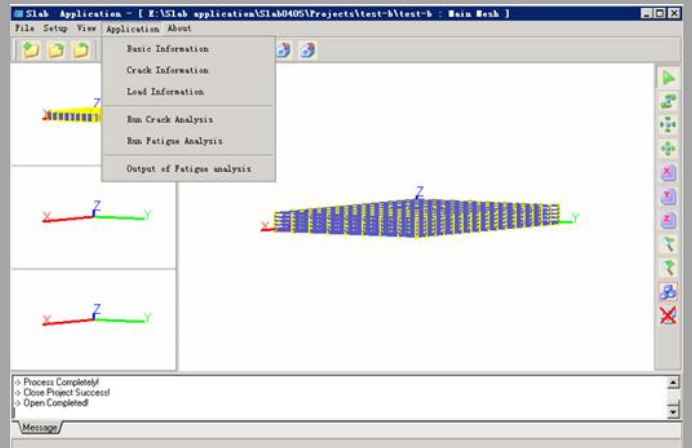 Slab Application - [ E:\Slab application\Slab0405\Projects\test-b\test-b : Main Mesh ]
File Setup View Application About
Basic Information
Crack Information
Load Information
Run Crack Analysis
Run Fatigue Analysis
Output of Fatigue analysis
X Z
Z
X Y
Z
X Y
Z
X Y
X
Y
Z
-> Process Completely!
-> Close Project Success!
-> Open Completed!
Message